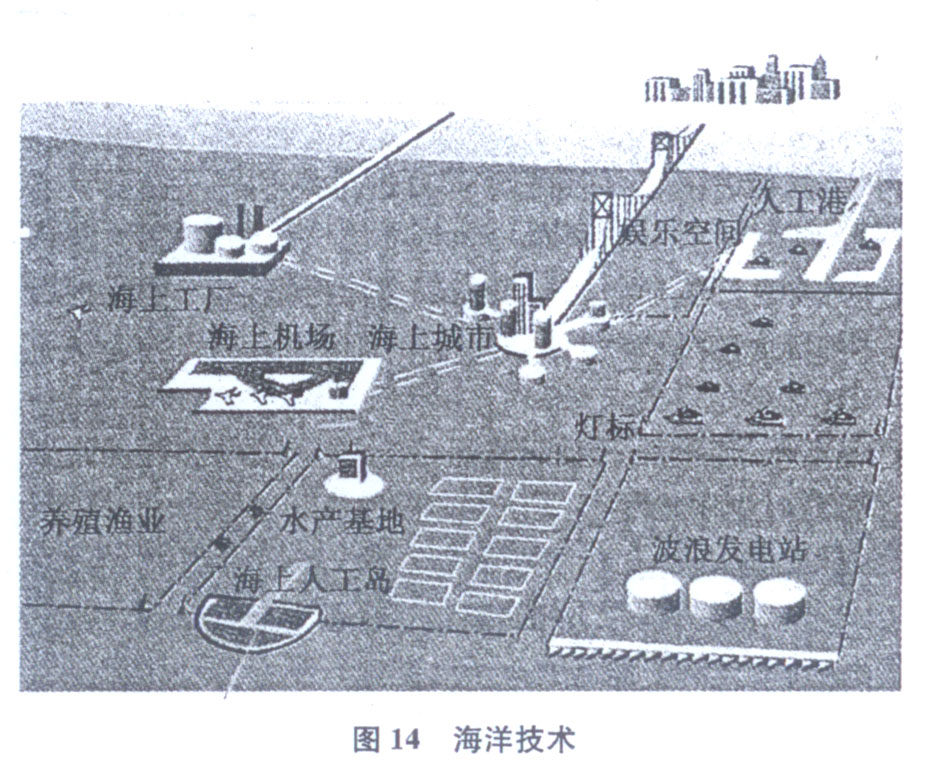 人工港
娱乐空间
海上工厂
海上机场
海上城市
灯标
养殖渔业
水产基地
波浪发电站
海上人工岛
图 14 海洋技术